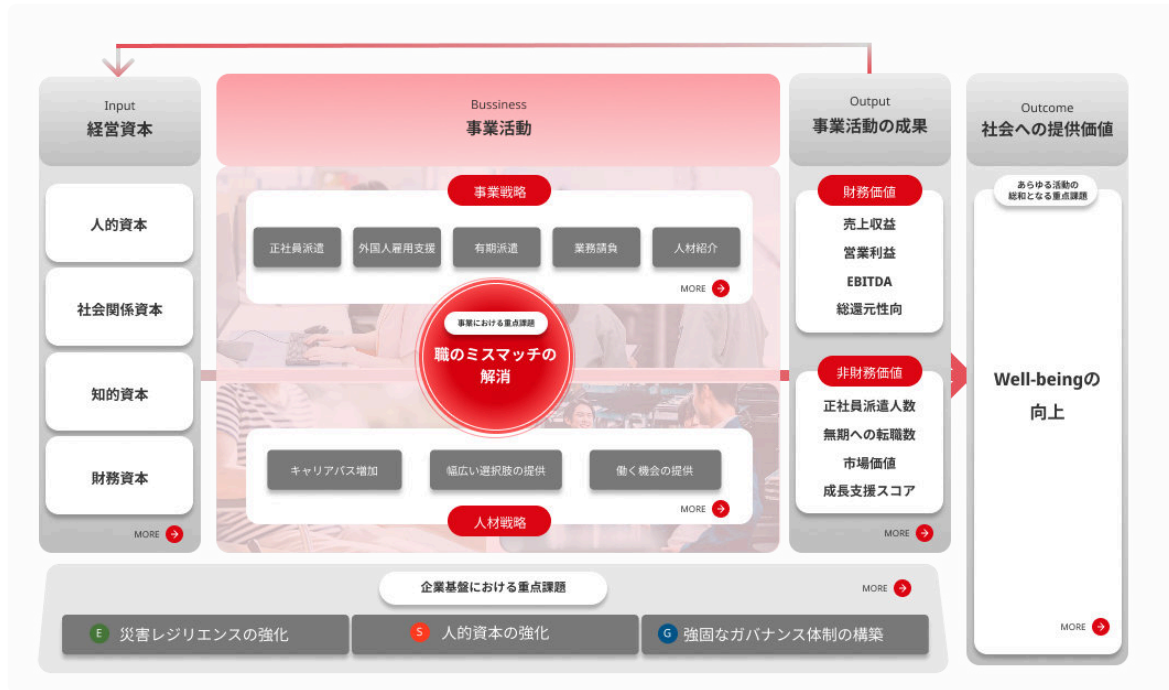 Input
経営資本
人的資本
社会関係資本
知的資本
財務資本
MORE
Bussiness
事業活動
事業戦略
正社員派遣
外国人雇用支援
有期派遣
業務請負
人材紹介
MORE
事業における重点課題
職のミスマッチの
解消
キャリアパス増加
幅広い選択肢の提供
働く機会の提供
MORE
人材戦略
Output
事業活動の成果
財務価値
売上収益
営業利益
EBITDA
総還元性向
非財務価値
正社員派遣人数
無期への転職数
市場価値
成長支援スコア
MORE
Outcome
社会への提供価値
あらゆる活動の
総和となる重点課題
Well-beingの
向上
MORE
企業基盤における重点課題
MORE
E 災害レジリエンスの強化
S 人的資本の強化
G 強固なガバナンス体制の構築